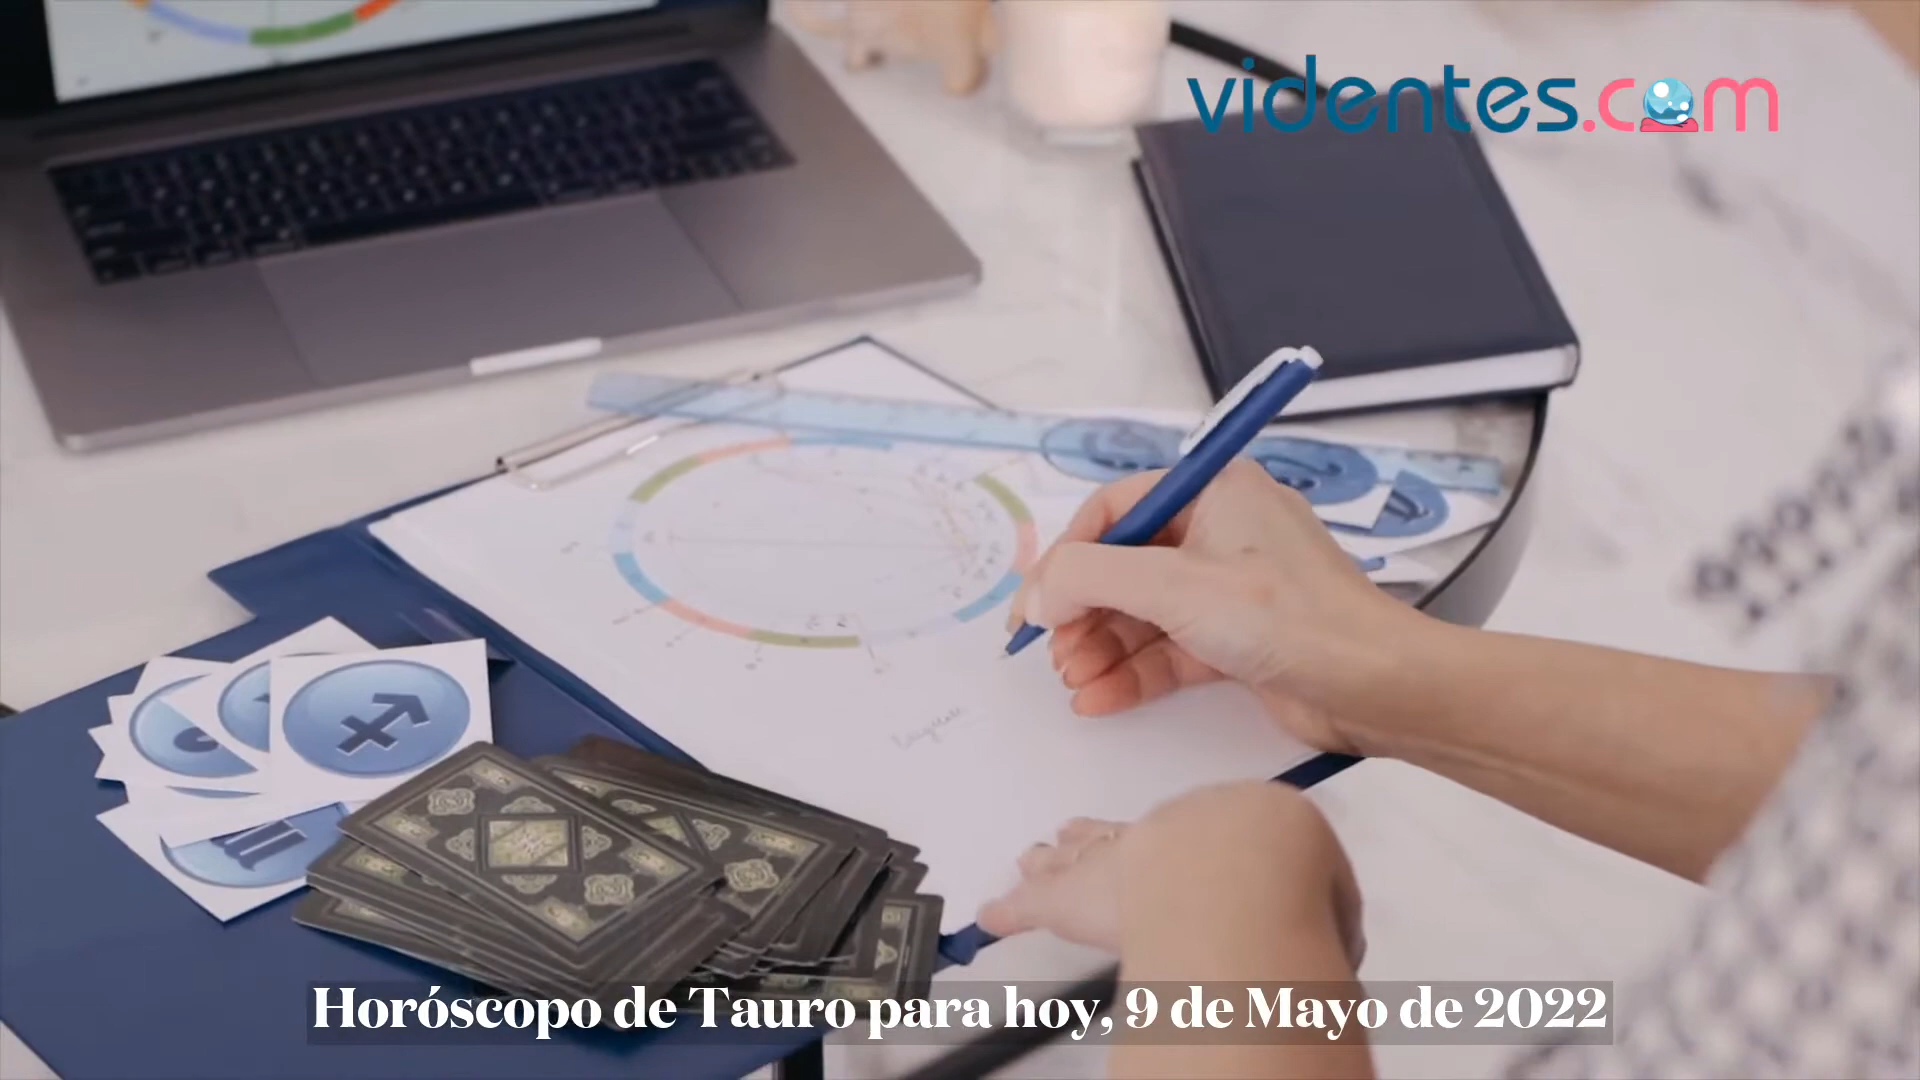 videntes.com
Horóscopo de Tauro para hoy, 9 de Mayo de 2022